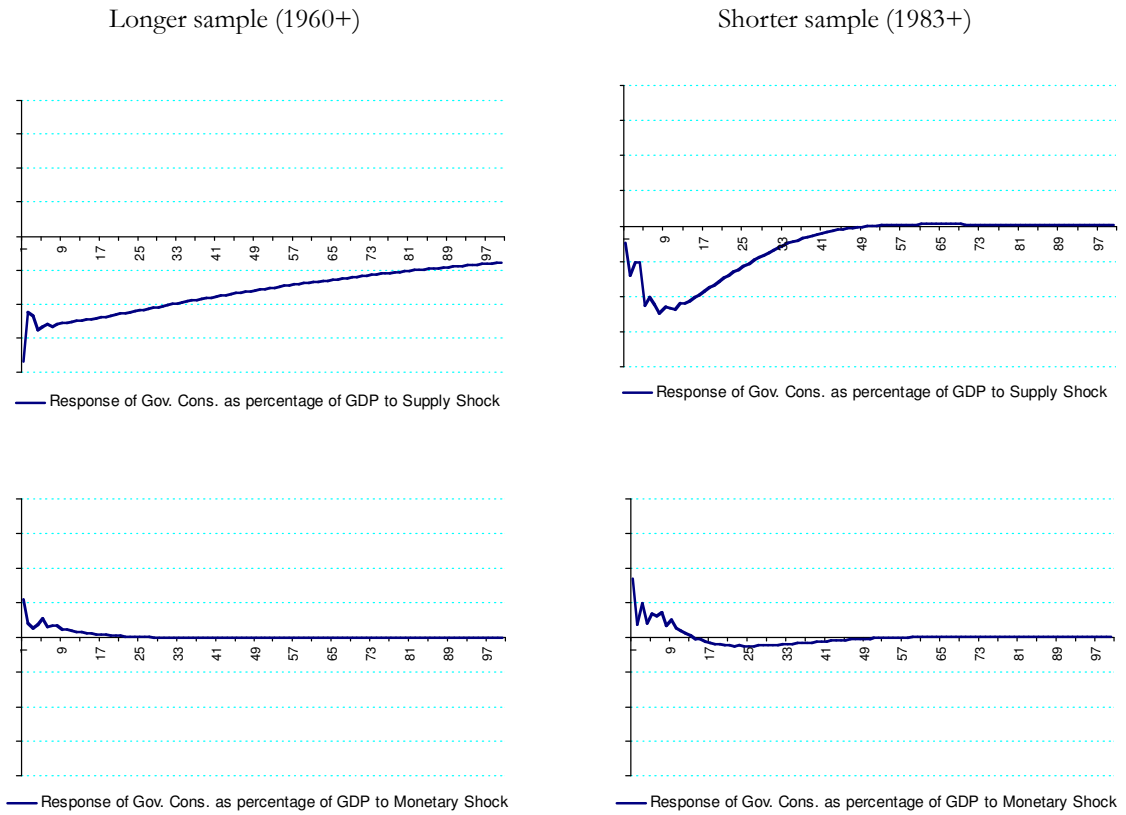 Longer sample (1960+)
Shorter sample (1983+)
1 9 17 25 33 41 49 57 65 73 81 89 97
Response of Gov. Cons. as percentage of GDP to Supply Shock
1 9 17 25 33 41 49 57 65 73 81 89 97
Response of Gov. Cons. as percentage of GDP to Supply Shock
1 9 17 25 33 41 49 57 65 73 81 89 97
Response of Gov. Cons. as percentage of GDP to Monetary Shock
1 9 17 25 33 41 49 57 65 73 81 89 97
Response of Gov. Cons. as percentage of GDP to Monetary Shock